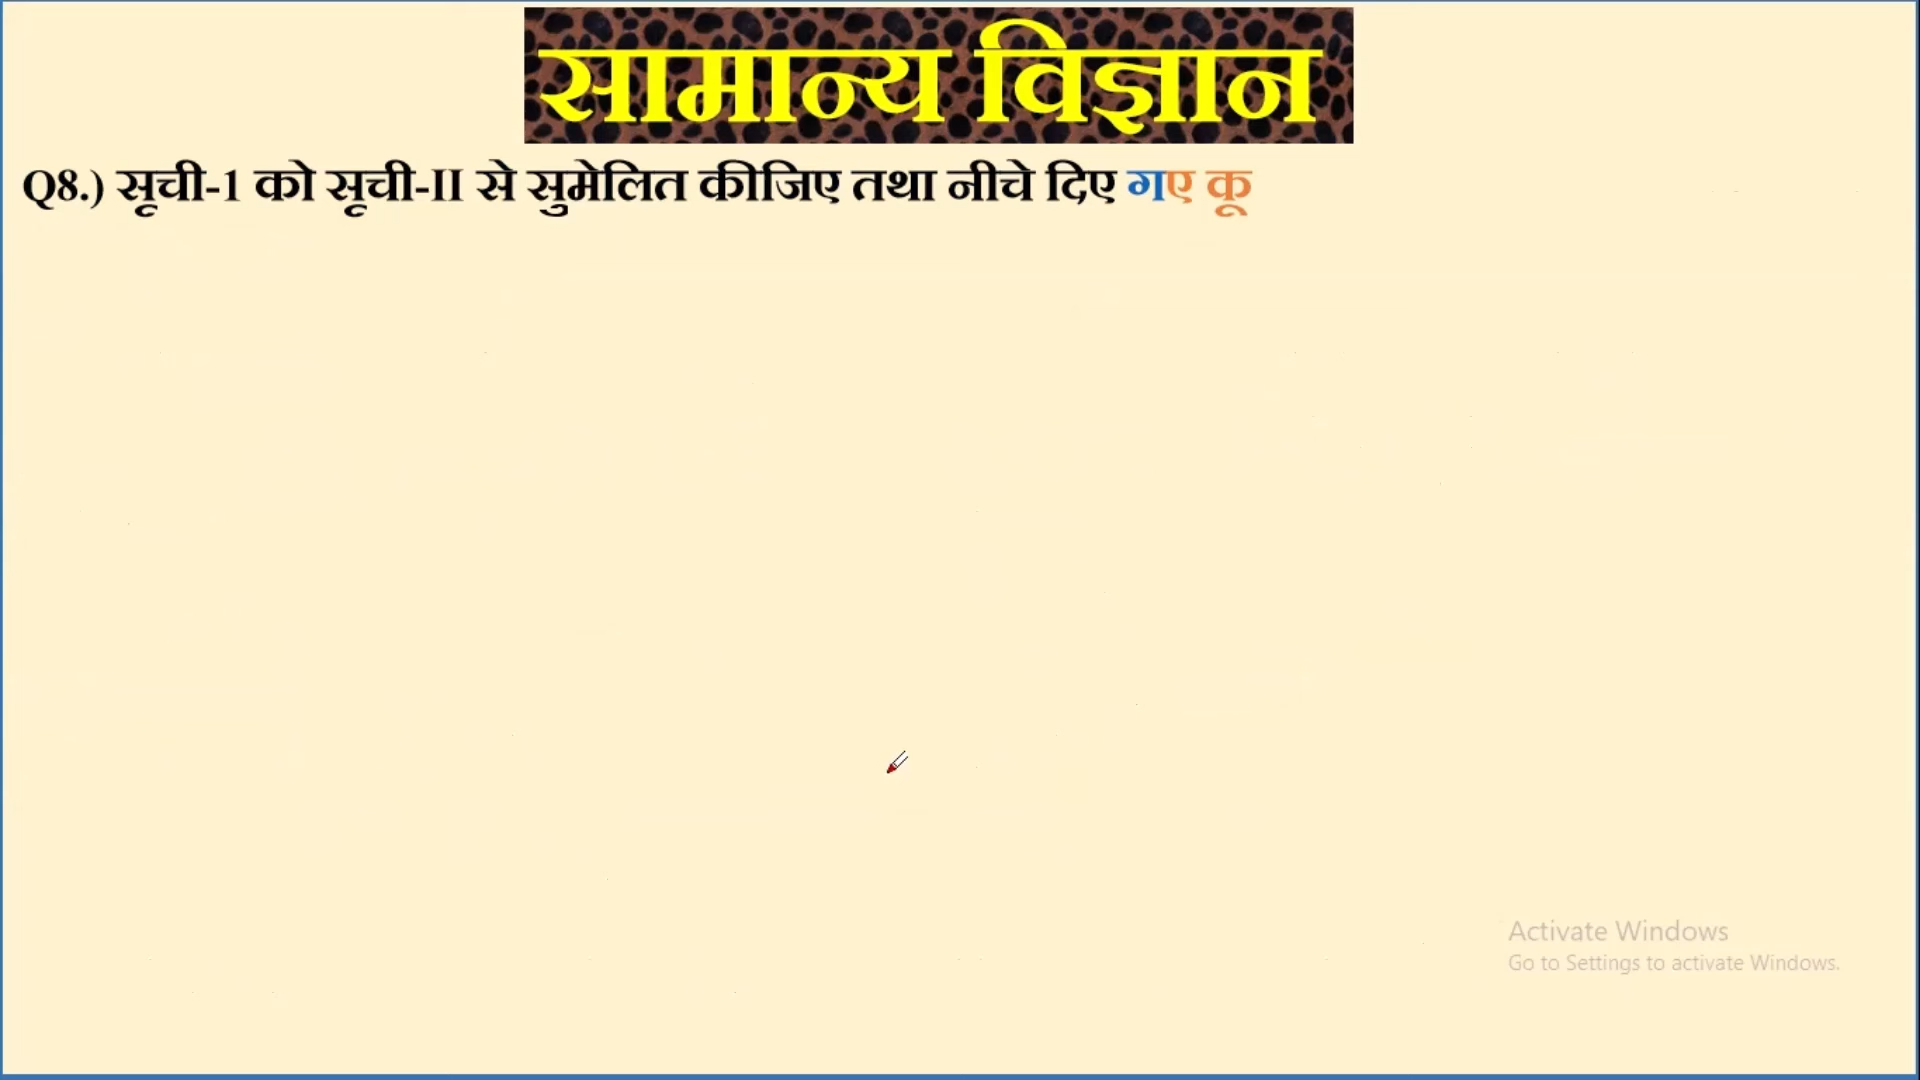 सामान्य विज्ञान
Q8.) सूची-1 को सूची-II से सुमेलित कीजिए तथा नीचे दिए गए कू
Activate Windows
Go to Settings to activate Windows.